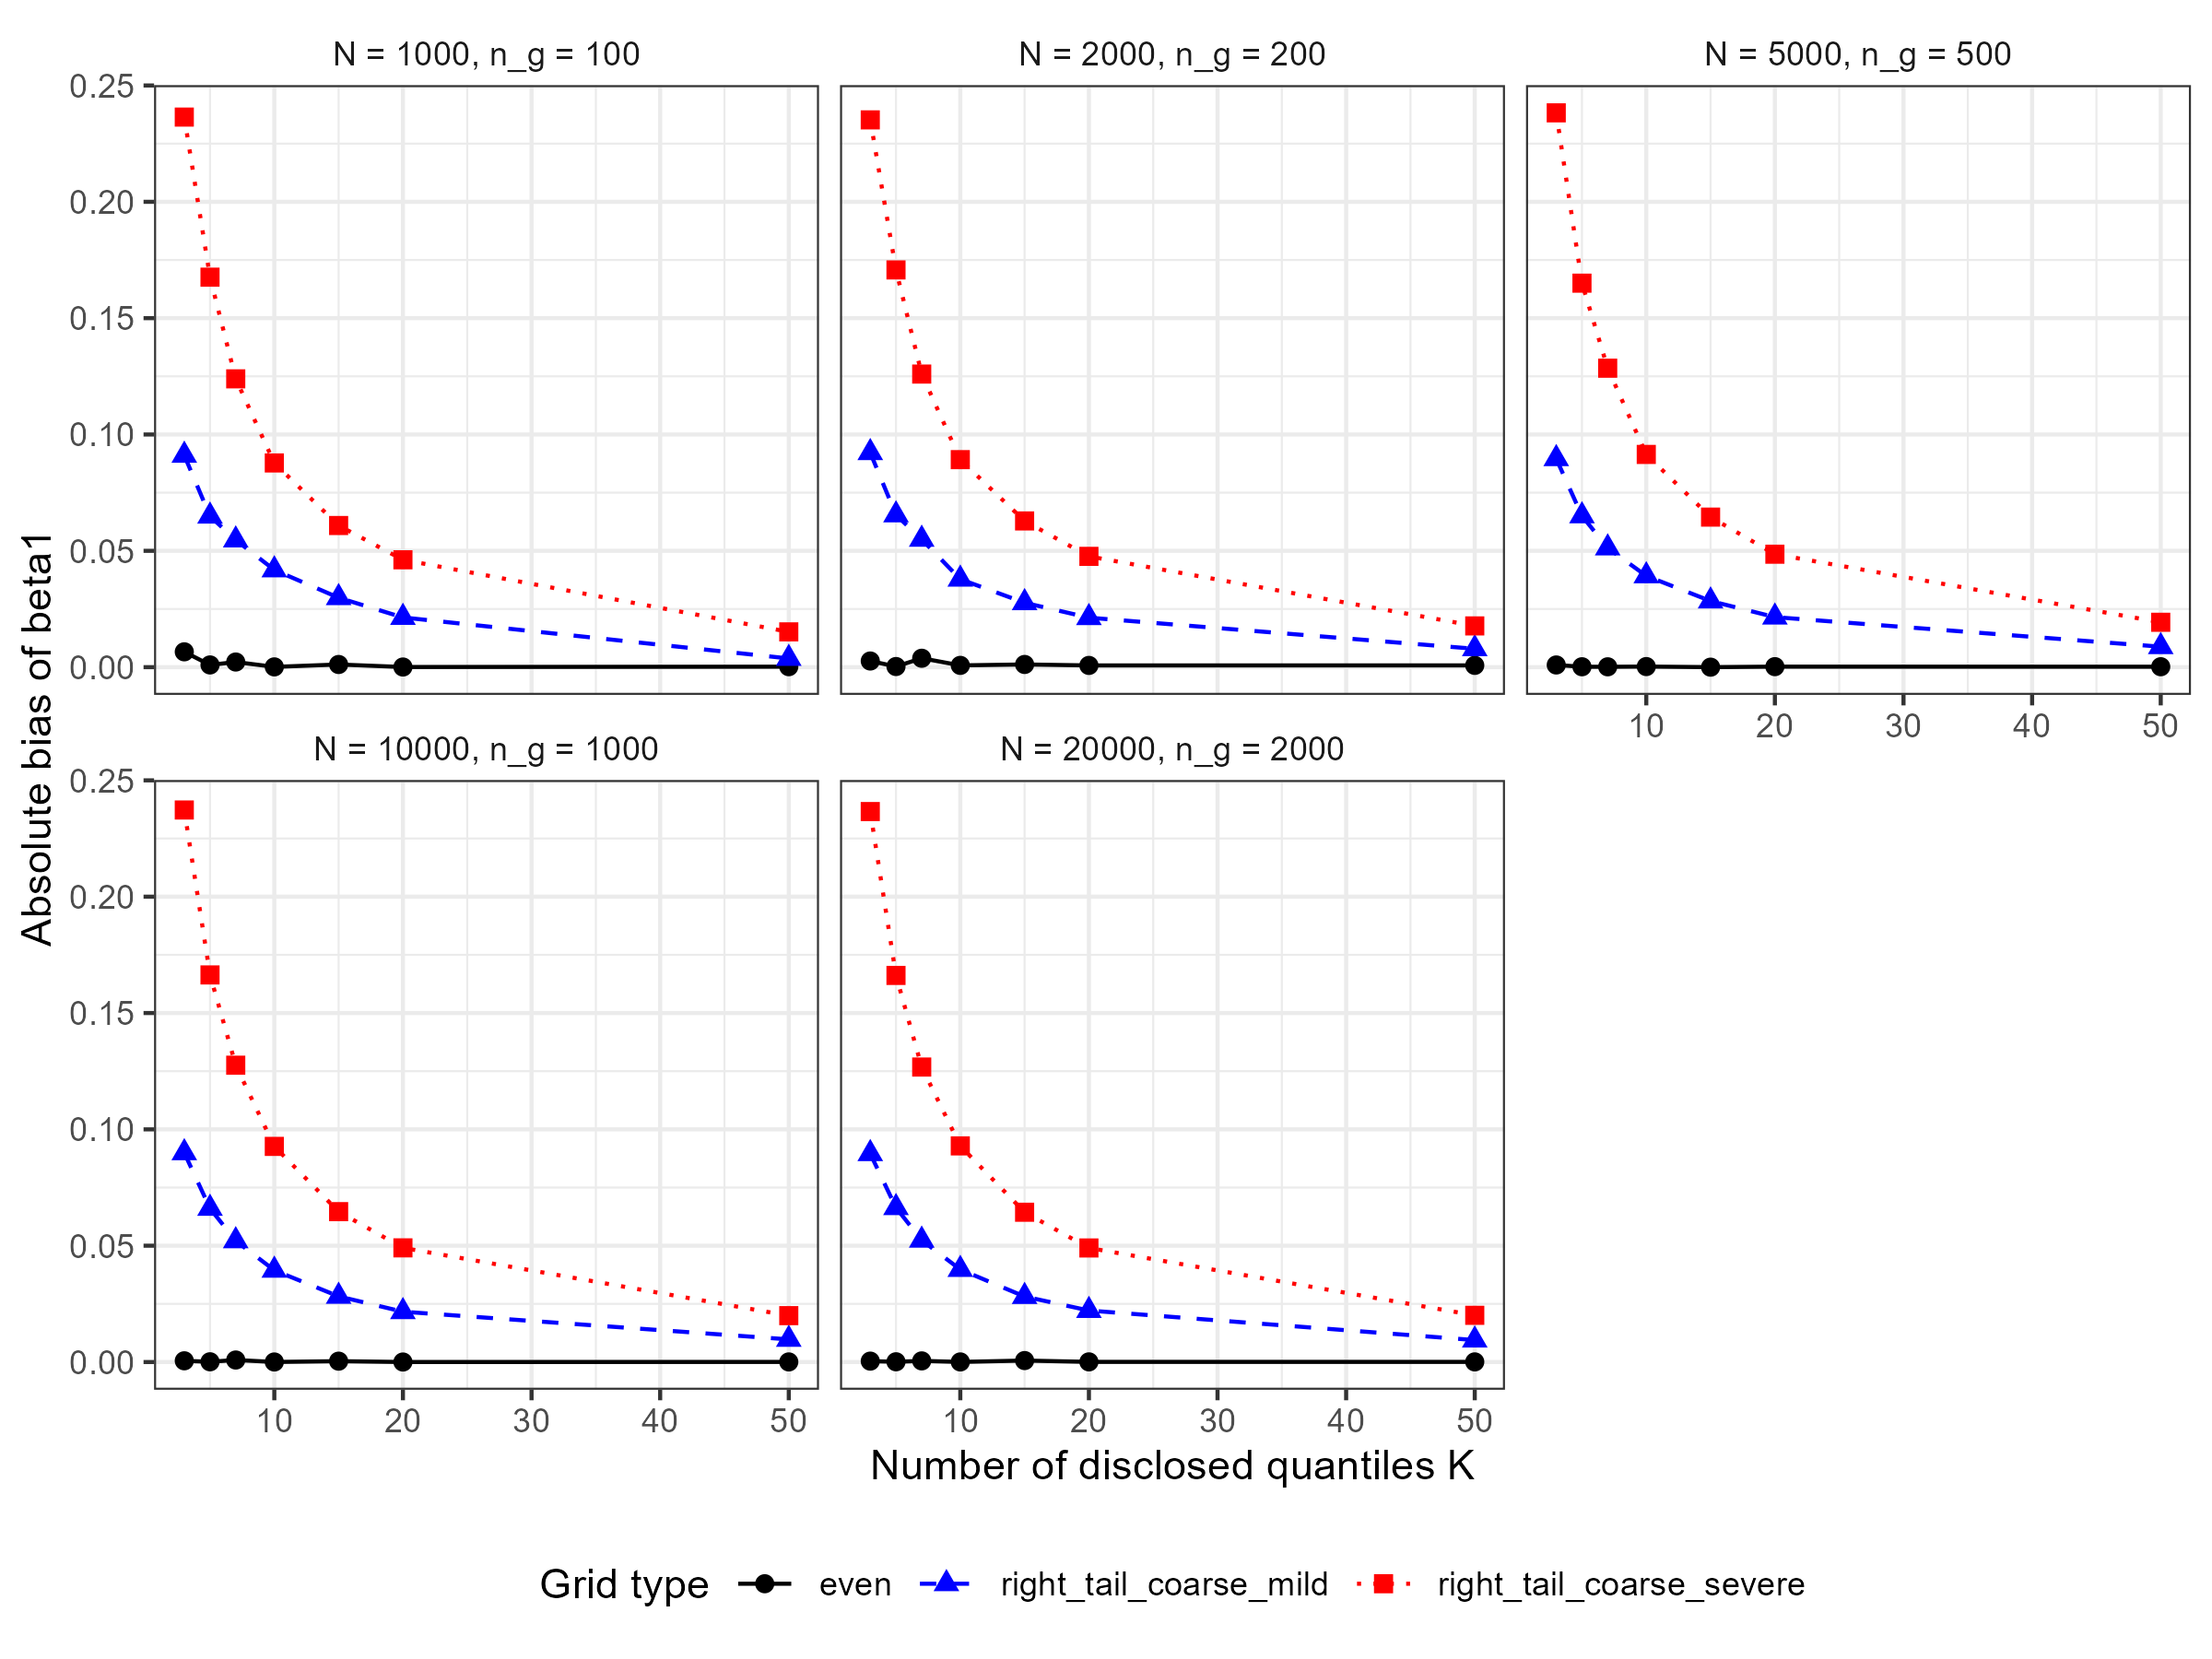 N = 1000, n_g = 100
N = 2000, n_g = 200
N = 5000, n_g = 500
0.25
0.20
0.15
0.10
0.05
0.00
10 20 30 40 50
N = 10000, n_g = 1000
N = 20000, n_g = 2000
0.25
0.20
0.15
0.10
0.05
0.00
10 20 30 40 50
10 20 30 40 50
Absolute bias of beta1
Number of disclosed quantiles K
Grid type even right_tail_coarse_mild right_tail_coarse_severe